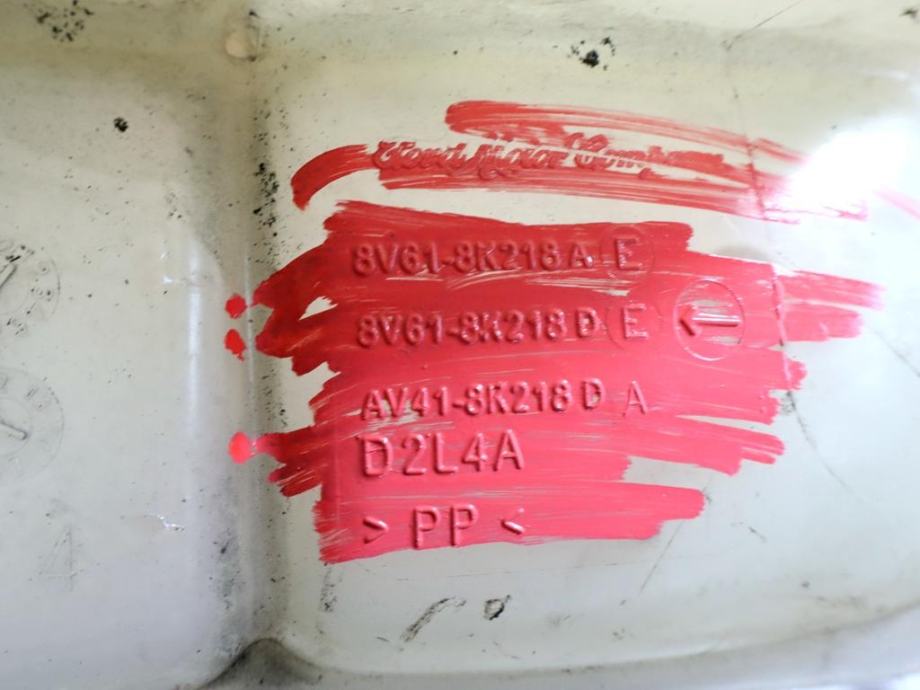 Ford Motor Company
8V61-8K218 A E
8V61-8K218 D E
AV41-8K218 D A
D2L4A
> PP <